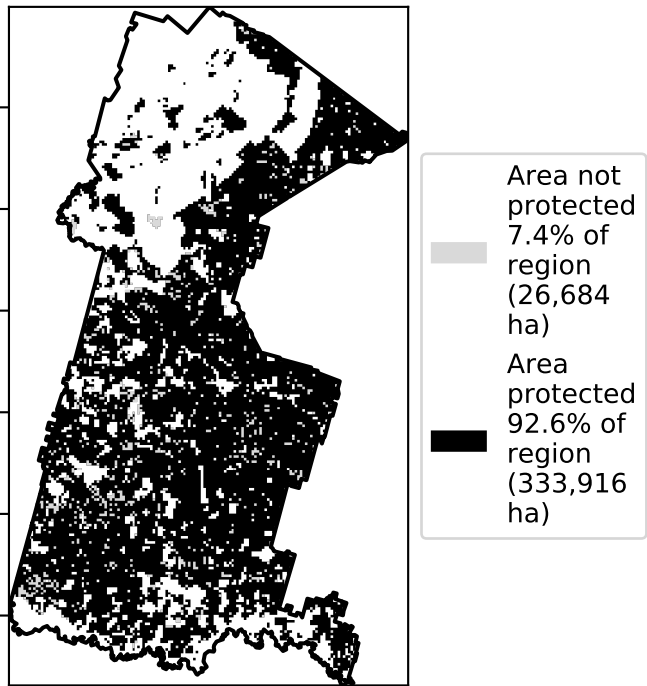 Area not
protected
7.4% of
region
(26,684
ha)
Area
protected
92.6% of
region
(333,916
ha)